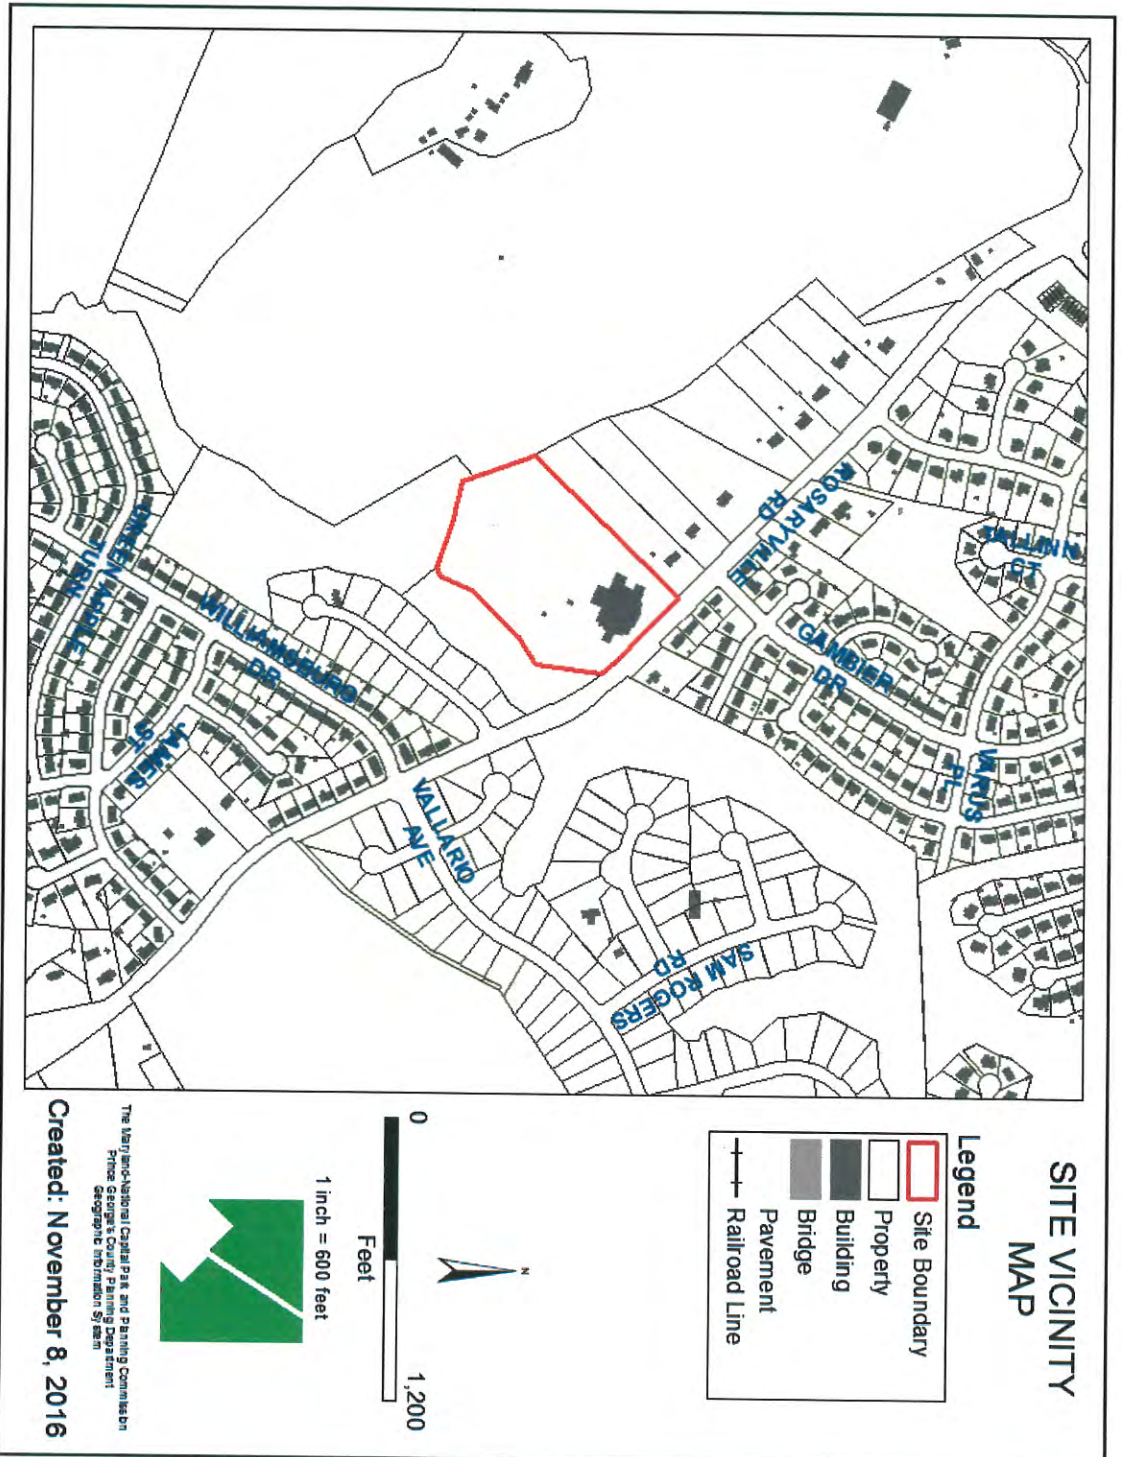 SITE VICINITY
MAP
Legend
Site Boundary
Property
Building
Bridge
Pavement
Railroad Line
N
0
1,200
Feet
1 inch = 600 feet
The Maryland-National Capital Park and Planning Commission
Prince George's County Planning Department
Geographic Information System
Created: November 8, 2016
TALLINN
CT
VARUS
PL
ROSARYVILLE
RD
GAMBIER
DR
SAM ROGERS
RD
VALLARIO
AVE
WILLIAMSBURG
DR
JAMES
ST
GREEN APPLE
TURN